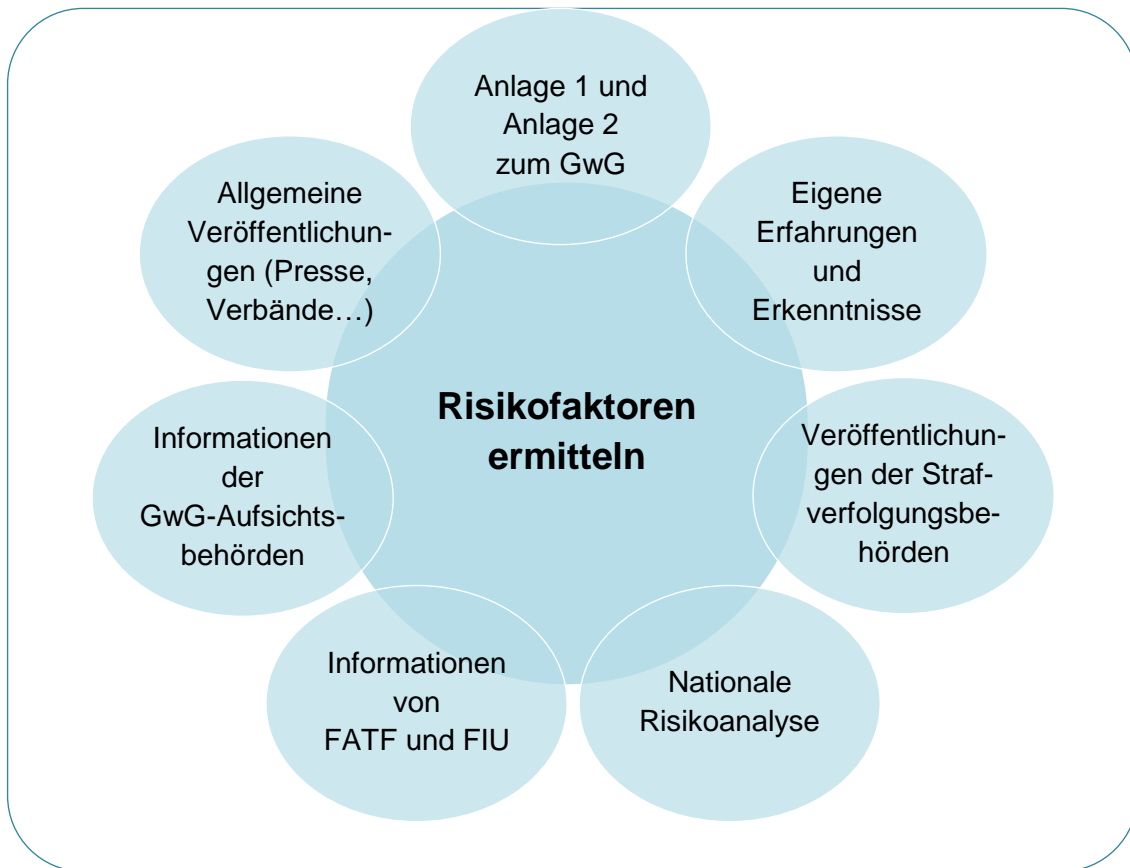 Anlage 1 und
Anlage 2
zum GwG
Eigene
Erfahrungen
und
Erkenntnisse
Veröffentlichun-
gen der Straf-
verfolgungsbe-
hörden
Nationale
Risikoanalyse
Informationen
von
FATF und FIU
Informationen
der
GwG-Aufsichts-
behörden
Allgemeine
Veröffentlichun-
gen (Presse,
Verbände…)
Risikofaktoren
ermitteln